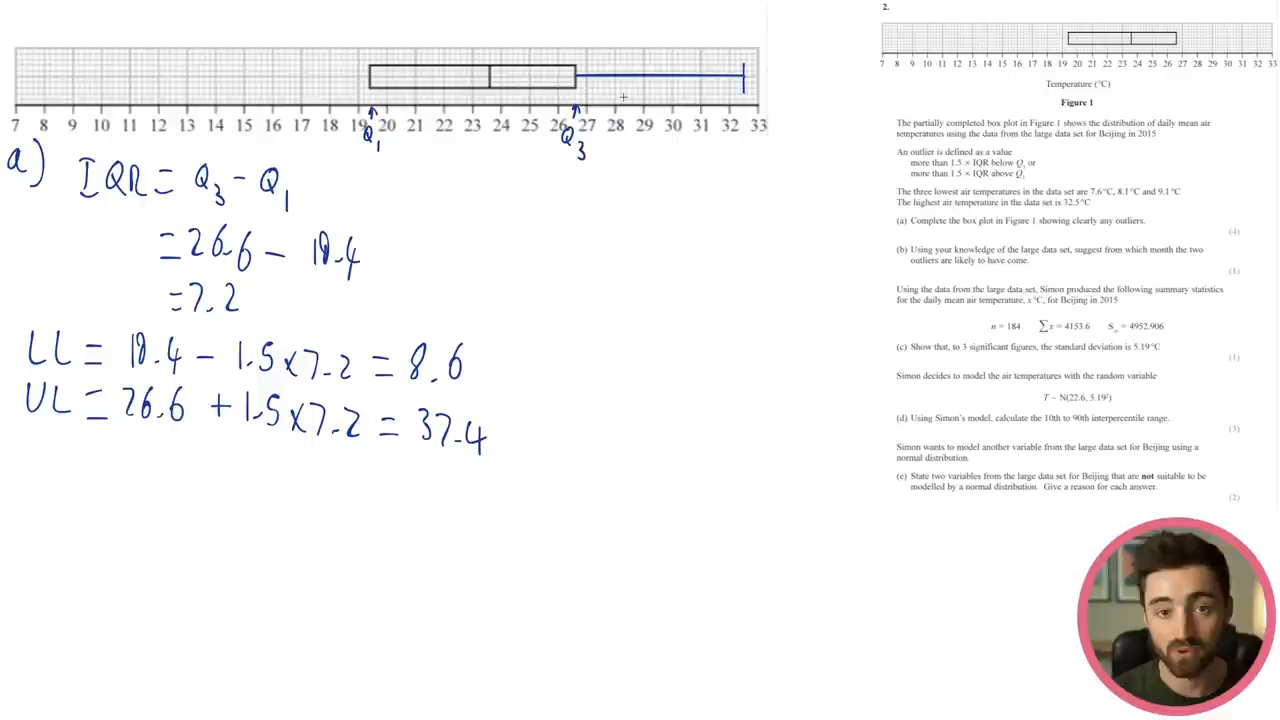 7 8 9 10 11 12 13 14 15 16 17 18 19 20 21 22 23 24 25 26 27 28 29 30 31 32 33
Q1 Q3
a) IQR = Q3 - Q1
= 26.6 - 19.4
= 7.2
LL = 19.4 - 1.5 x 7.2 = 8.6
UL = 26.6 + 1.5 x 7.2 = 37.4
2.
7 8 9 10 11 12 13 14 15 16 17 18 19 20 21 22 23 24 25 26 27 28 29 30 31 32 33
Temperature (°C)
Figure 1
The partially completed box plot in Figure 1 shows the distribution of daily mean air
temperatures using the data from the large data set for Beijing in 2015
An outlier is defined as a value
more than 1.5 × IQR below Q1 or
more than 1.5 × IQR above Q3
The three lowest air temperatures in the data set are 7.6 °C, 8.1 °C and 9.1 °C
The highest air temperature in the data set is 32.5 °C
(a) Complete the box plot in Figure 1 showing clearly any outliers.
(4)
(b) Using your knowledge of the large data set, suggest from which month the two
outliers are likely to have come.
(1)
Using the data from the large data set, Simon produced the following summary statistics
for the daily mean air temperature, x °C, for Beijing in 2015
n = 184 ∑x = 4153.6 Sxx = 4952.906
(c) Show that, to 3 significant figures, the standard deviation is 5.19 °C
(1)
Simon decides to model the air temperatures with the random variable
T ~ N(22.6, 5.19²)
(d) Using Simon's model, calculate the 10th to 90th interpercentile range.
(3)
Simon wants to model another variable from the large data set for Beijing using a
normal distribution.
(e) State two variables from the large data set for Beijing that are not suitable to be
modelled by a normal distribution. Give a reason for each answer.
(2)